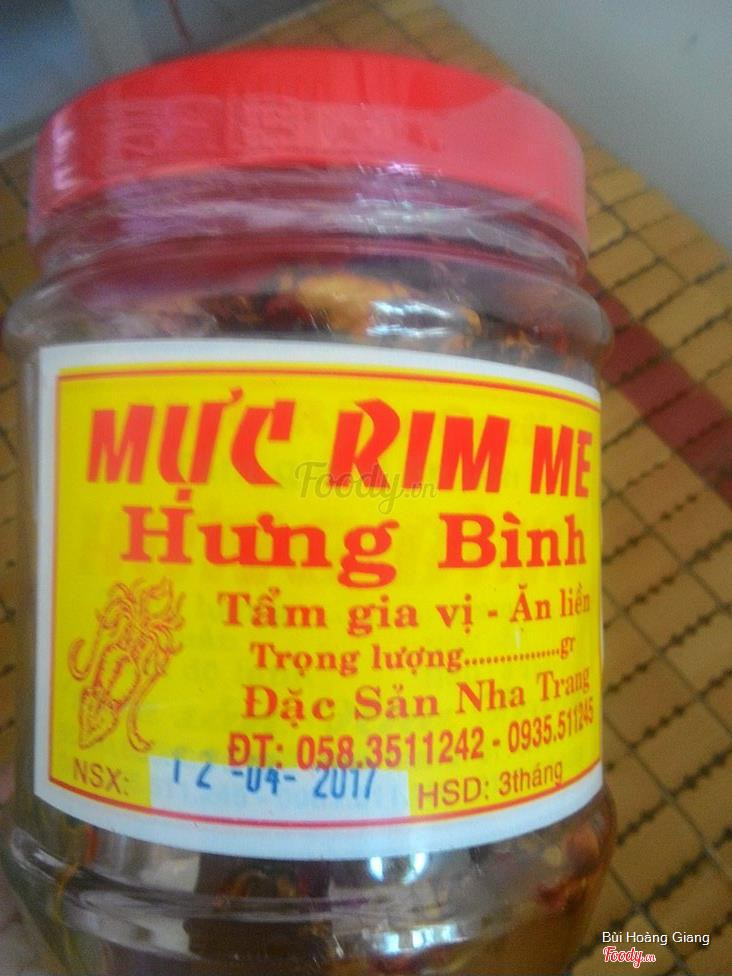 MỰC RIM ME
Foody.vn
Hưng Bình
Tẩm gia vị - Ăn liền
Trọng lượng................gr
Đặc Sản Nha Trang
ĐT: 058.3511242 - 0935.511245
NSX: 12 -04- 2017 HSD: 3tháng
Bùi Hoàng Giang
Foody.vn